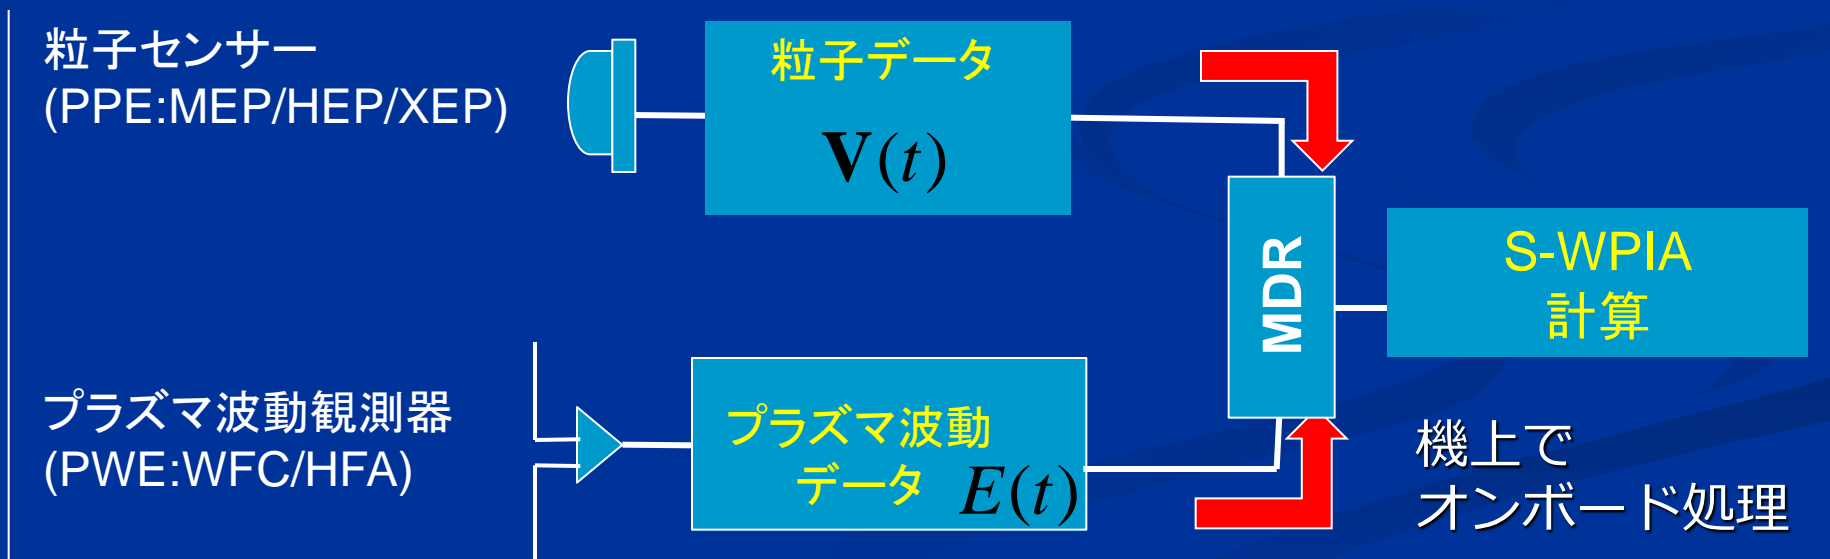 粒子センサー
(PPE:MEP/HEP/XEP)
粒子データ
V(t)
MDR
S-WPIA
計算
プラズマ波動観測器
(PWE:WFC/HFA)
プラズマ波動
データ E(t)
機上で
オンボード処理